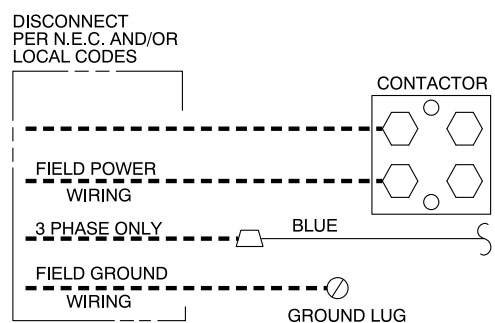 DISCONNECT
PER N.E.C. AND/OR
LOCAL CODES
CONTACTOR
FIELD POWER
WIRING
3 PHASE ONLY
BLUE
FIELD GROUND
WIRING
GROUND LUG